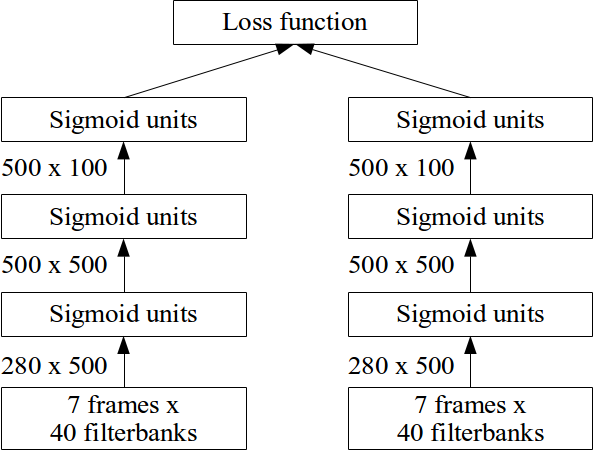 Loss function
Sigmoid units
Sigmoid units
500 x 100
500 x 100
Sigmoid units
Sigmoid units
500 x 500
500 x 500
Sigmoid units
Sigmoid units
280 x 500
280 x 500
7 frames x
40 filterbanks
7 frames x
40 filterbanks